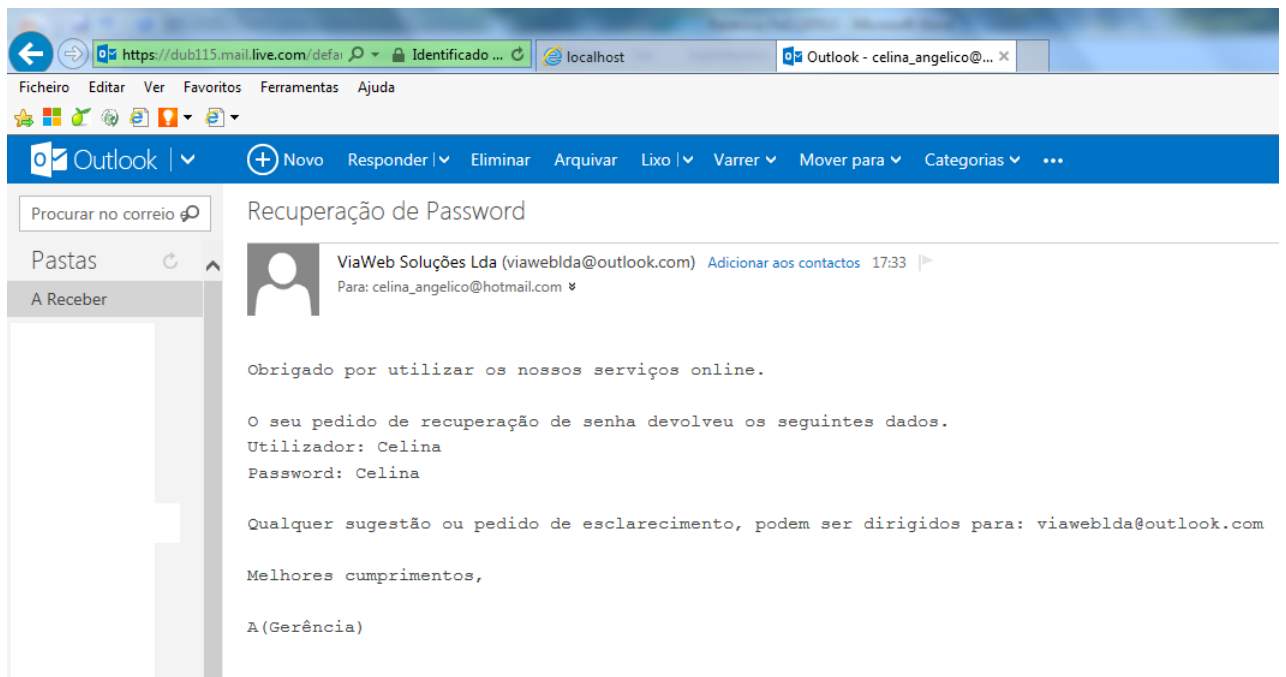 https://dub115.mail.live.com/defa Identificado ... localhost Outlook - celina_angelico@...
Ficheiro Editar Ver Favoritos Ferramentas Ajuda
Outlook Novo Responder Eliminar Arquivar Lixo Varrer Mover para Categorias •••
Procurar no correio e
Recuperação de Password
Pastas
A Receber
ViaWeb Soluções Lda (viaweblda@outlook.com) Adicionar aos contactos 17:33
Para: celina_angelico@hotmail.com
Obrigado por utilizar os nossos serviços online.
O seu pedido de recuperação de senha devolveu os seguintes dados.
Utilizador: Celina
Password: Celina
Qualquer sugestão ou pedido de esclarecimento, podem ser dirigidos para: viaweblda@outlook.com
Melhores cumprimentos,
A(Gerência)